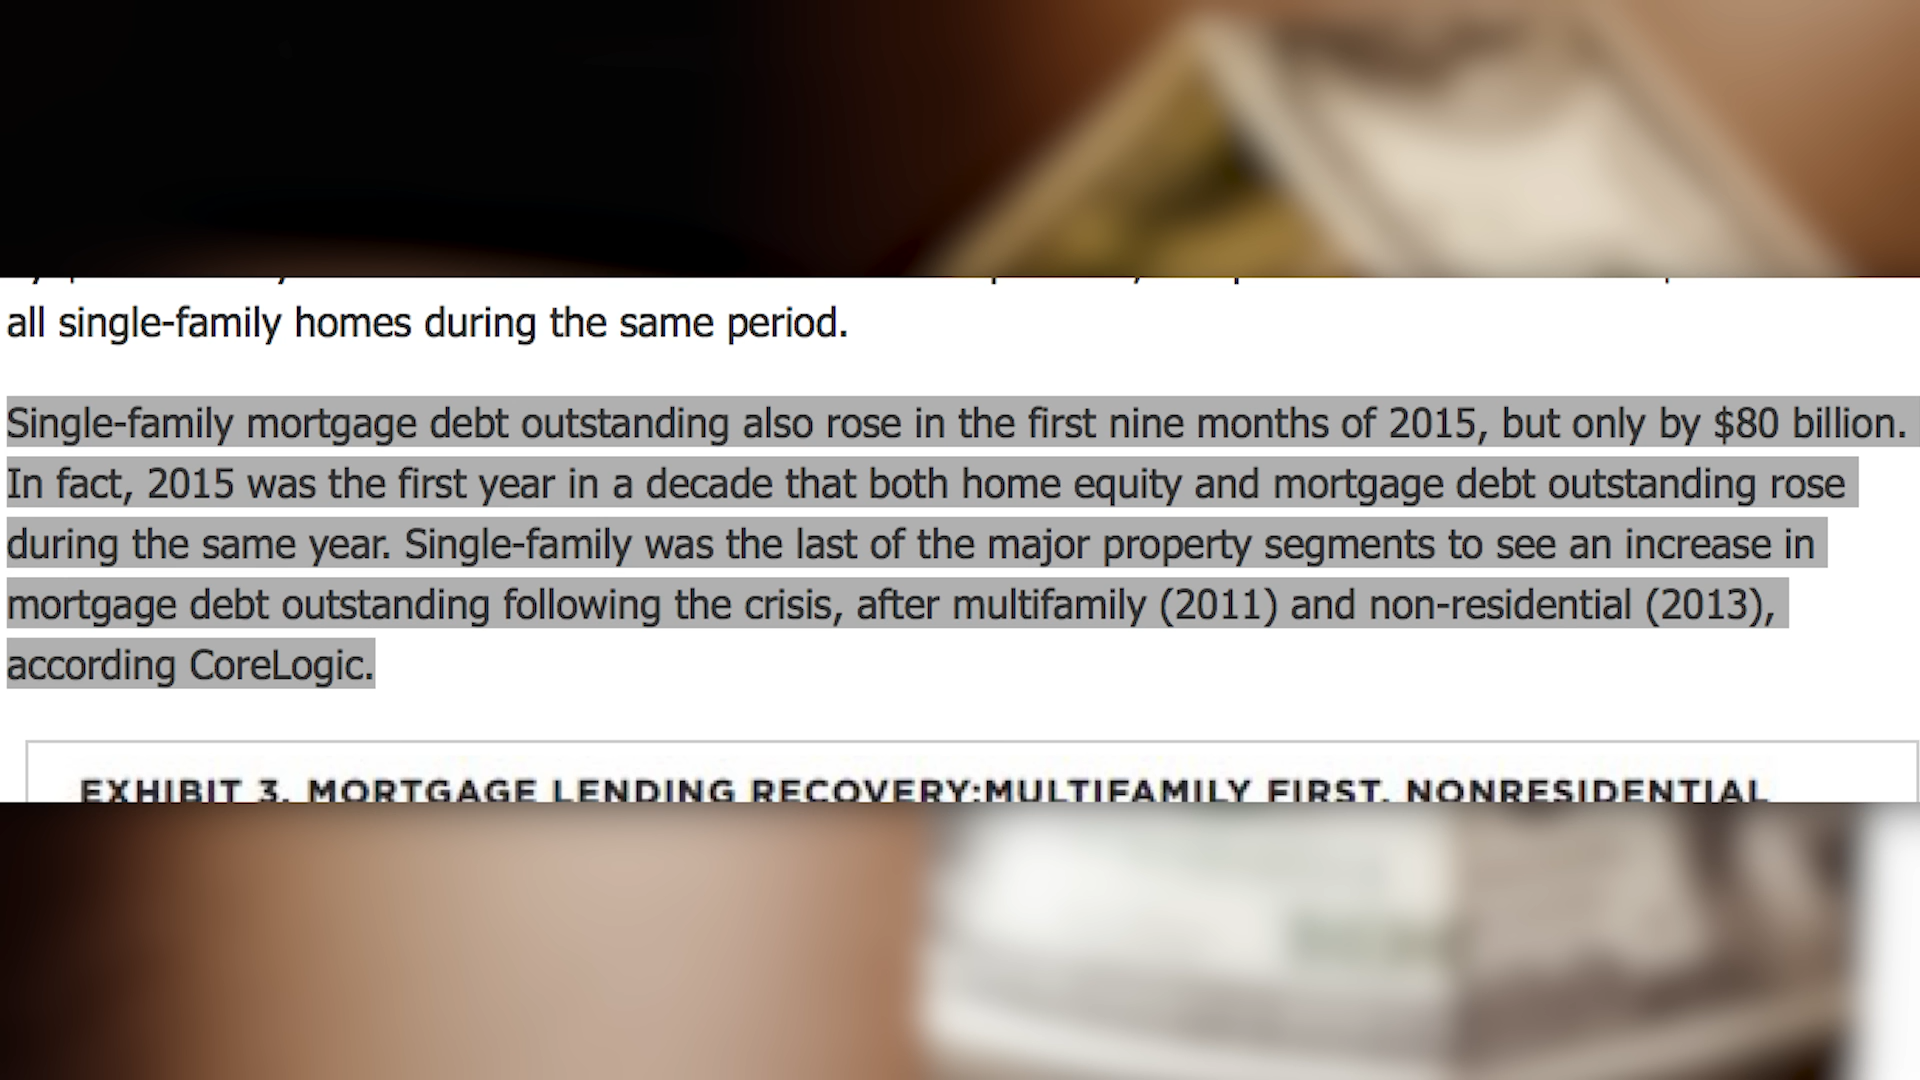 all single-family homes during the same period.
Single-family mortgage debt outstanding also rose in the first nine months of 2015, but only by $80 billion.
In fact, 2015 was the first year in a decade that both home equity and mortgage debt outstanding rose
during the same year. Single-family was the last of the major property segments to see an increase in
mortgage debt outstanding following the crisis, after multifamily (2011) and non-residential (2013),
according CoreLogic.
EXHIBIT 3. MORTGAGE LENDING RECOVERY:MULTIFAMILY FIRST, NONRESIDENTIAL